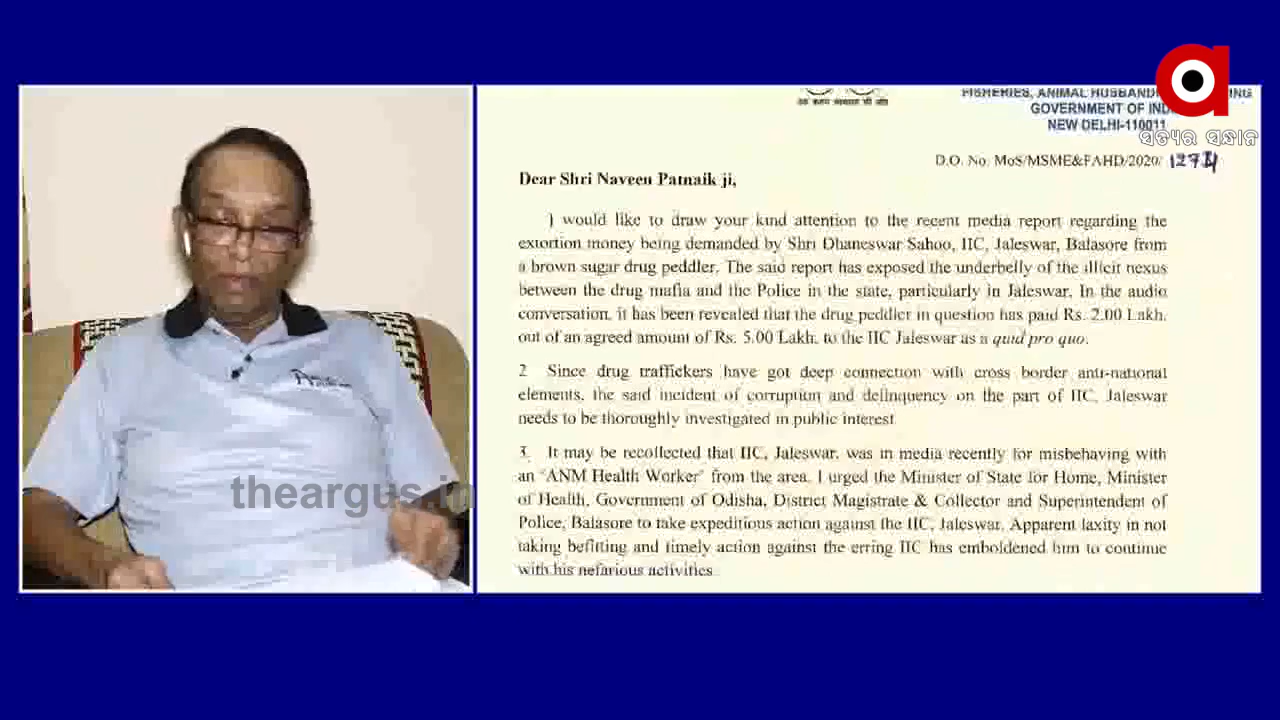 FISHERIES, ANIMAL HUSBAND
GOVERNMENT OF IND
NEW DELHI-110011
ସତ୍ୟର ସନ୍ଧାନ
D.O. No. MoS/MSME&FAHD/2020/
Dear Shri Naveen Patnaik ji,
I would like to draw your kind attention to the recent media report regarding the
extortion money being demanded by Shri Dhaneswar Sahoo, IIC, Jaleswar, Balasore from
a brown sugar drug peddler. The said report has exposed the underbelly of the illicit nexus
between the drug mafia and the Police in the state, particularly in Jaleswar. In the audio
conversation, it has been revealed that the drug peddler in question has paid Rs. 2.00 Lakh,
out of an agreed amount of Rs. 5.00 Lakh, to the IIC Jaleswar as a quid pro quo.
2 Since drug traffickers have got deep connection with cross border anti-national
elements, the said incident of corruption and delinquency on the part of IIC, Jaleswar
needs to be thoroughly investigated in public interest
3. It may be recollected that IIC, Jaleswar, was in media recently for misbehaving with
an 'ANM Health Worker' from the area. I urged the Minister of State for Home, Minister
of Health, Government of Odisha, District Magistrate & Collector and Superintendent of
Police, Balasore to take expeditious action against the IIC, Jaleswar. Apparent laxity in not
taking befitting and timely action against the erring IIC has emboldened him to continue
with his nefarious activities.
theargus.in